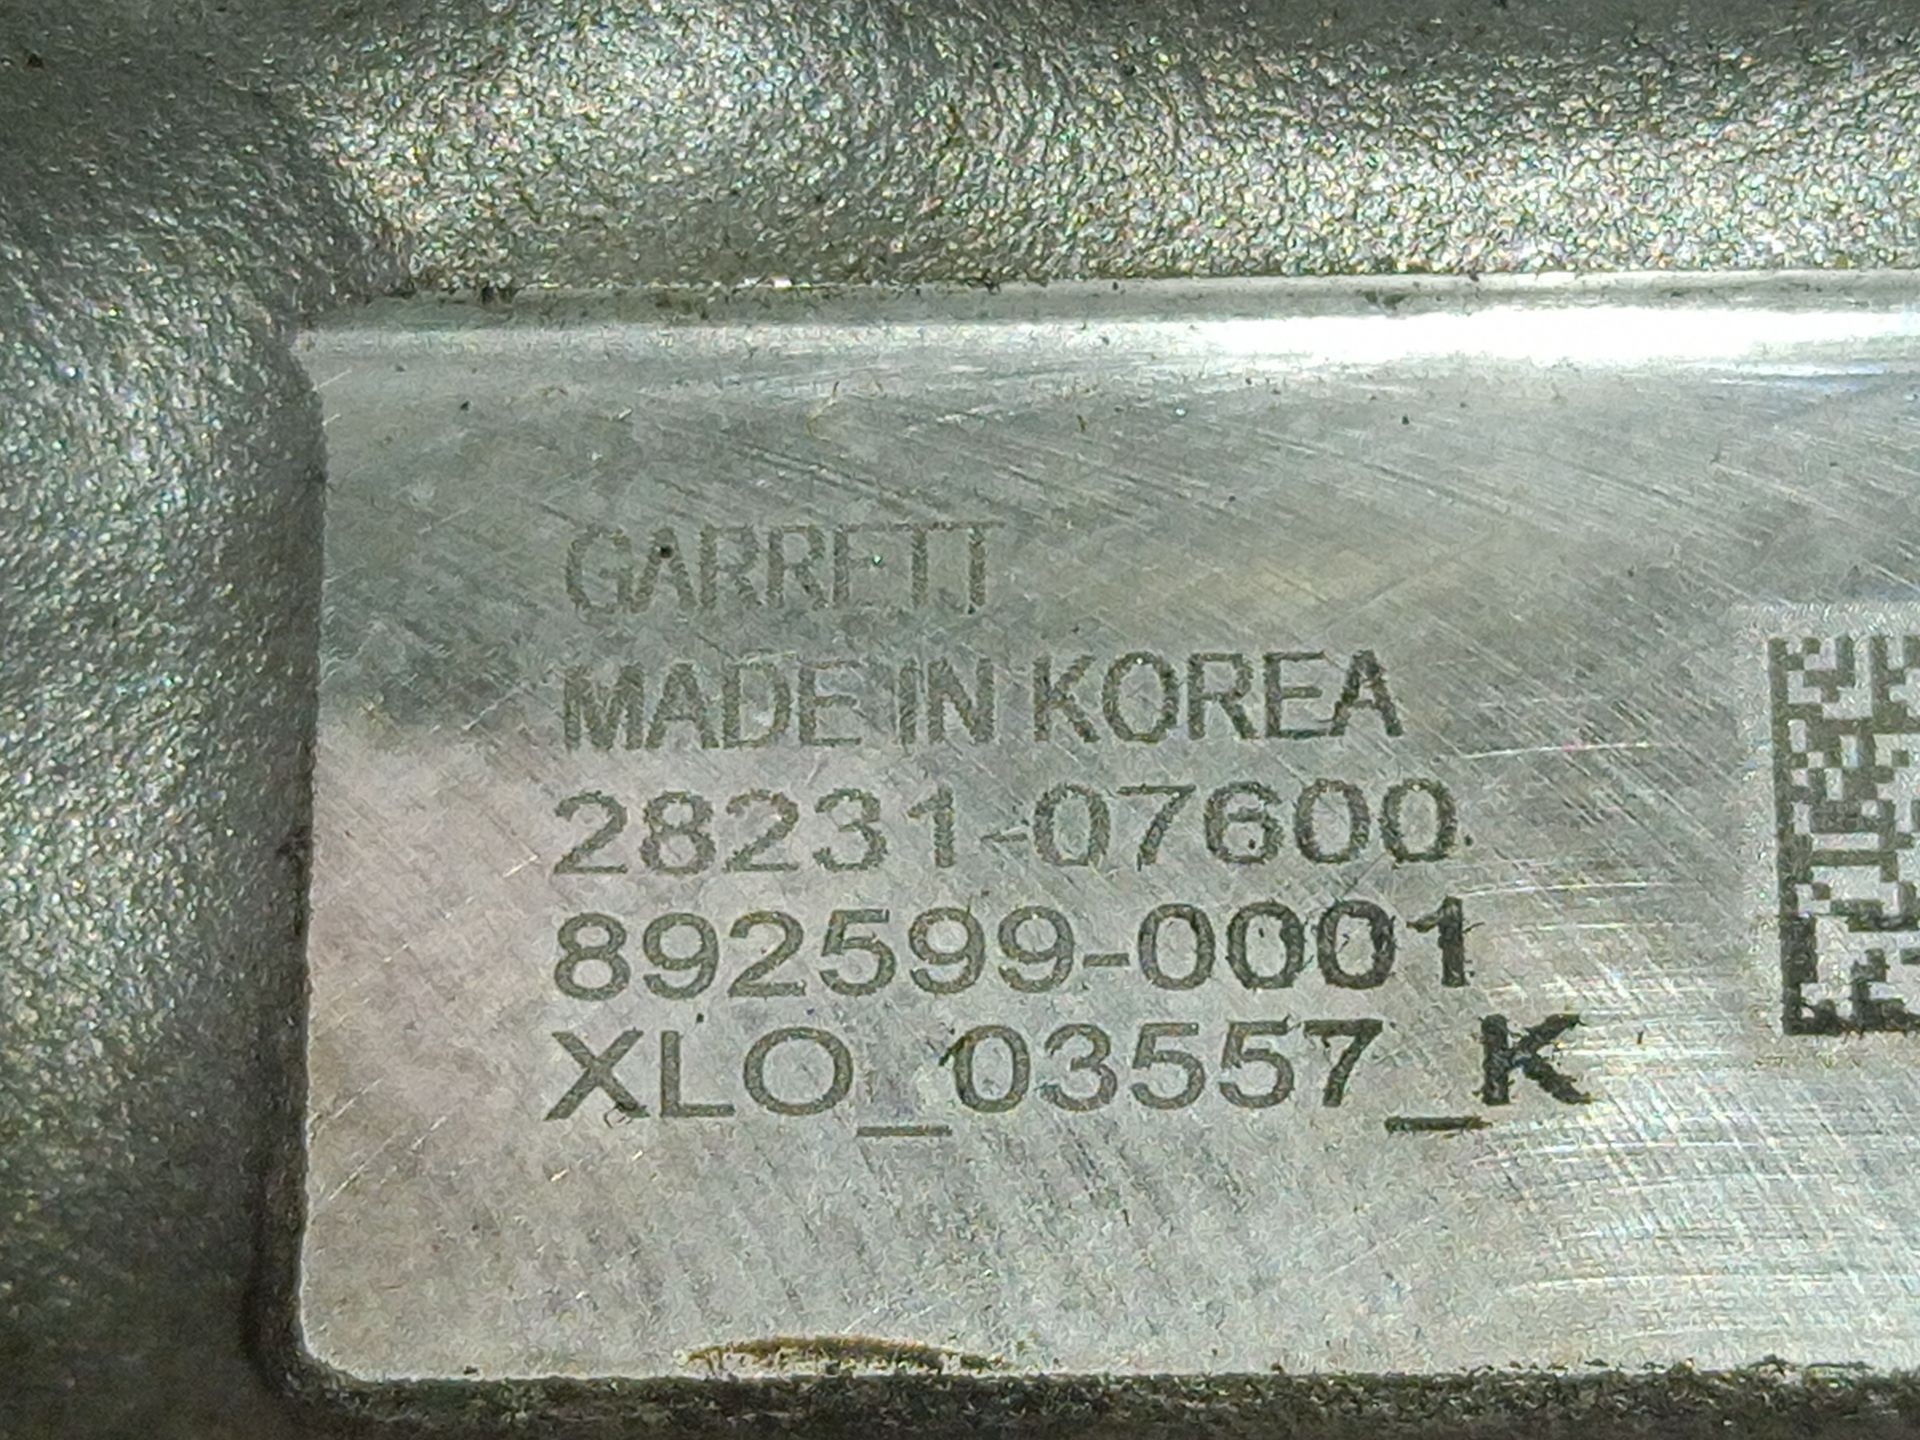 GARRETT
MADE IN KOREA
28231-07600
892599-0001
XLO_03557_K